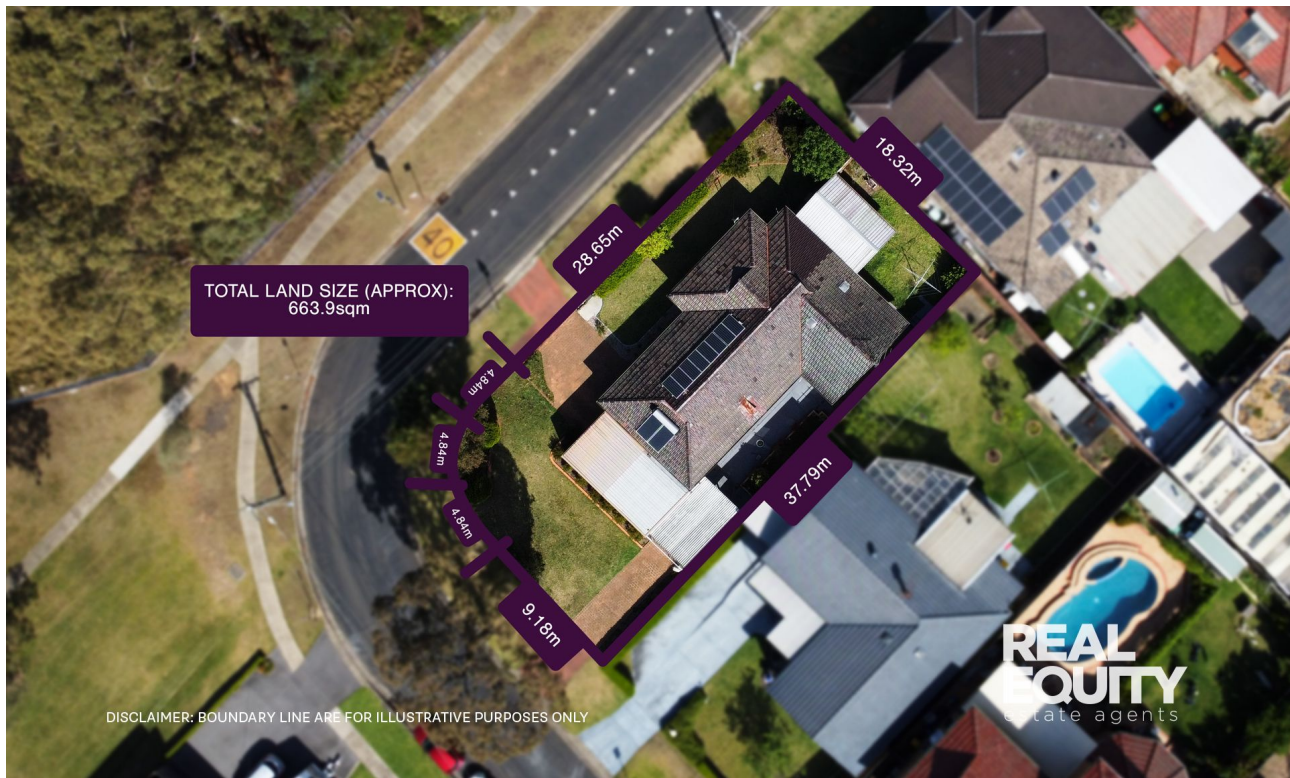 18.32m
28.65m
40
TOTAL LAND SIZE (APPROX):
663.9sqm
4.84m
4.84m
37.79m
4.84m
9.18m
REAL
EQUITY
estate agents
DISCLAIMER: BOUNDARY LINE ARE FOR ILLUSTRATIVE PURPOSES ONLY